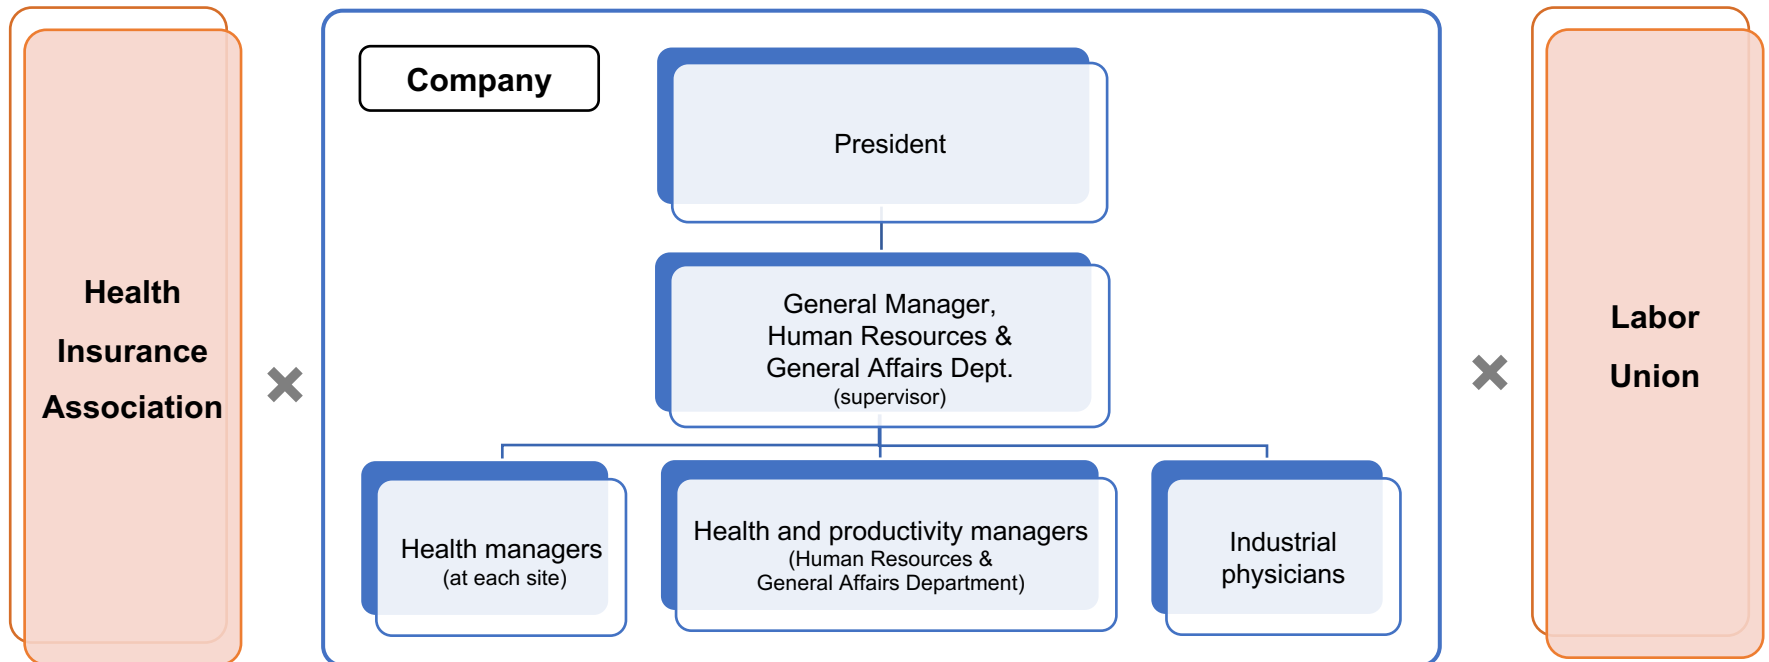 Health
Insurance
Association
Company
President
General Manager,
Human Resources &
General Affairs Dept.
(supervisor)
Health managers
(at each site)
Health and productivity managers
(Human Resources &
General Affairs Department)
Industrial
physicians
Labor
Union